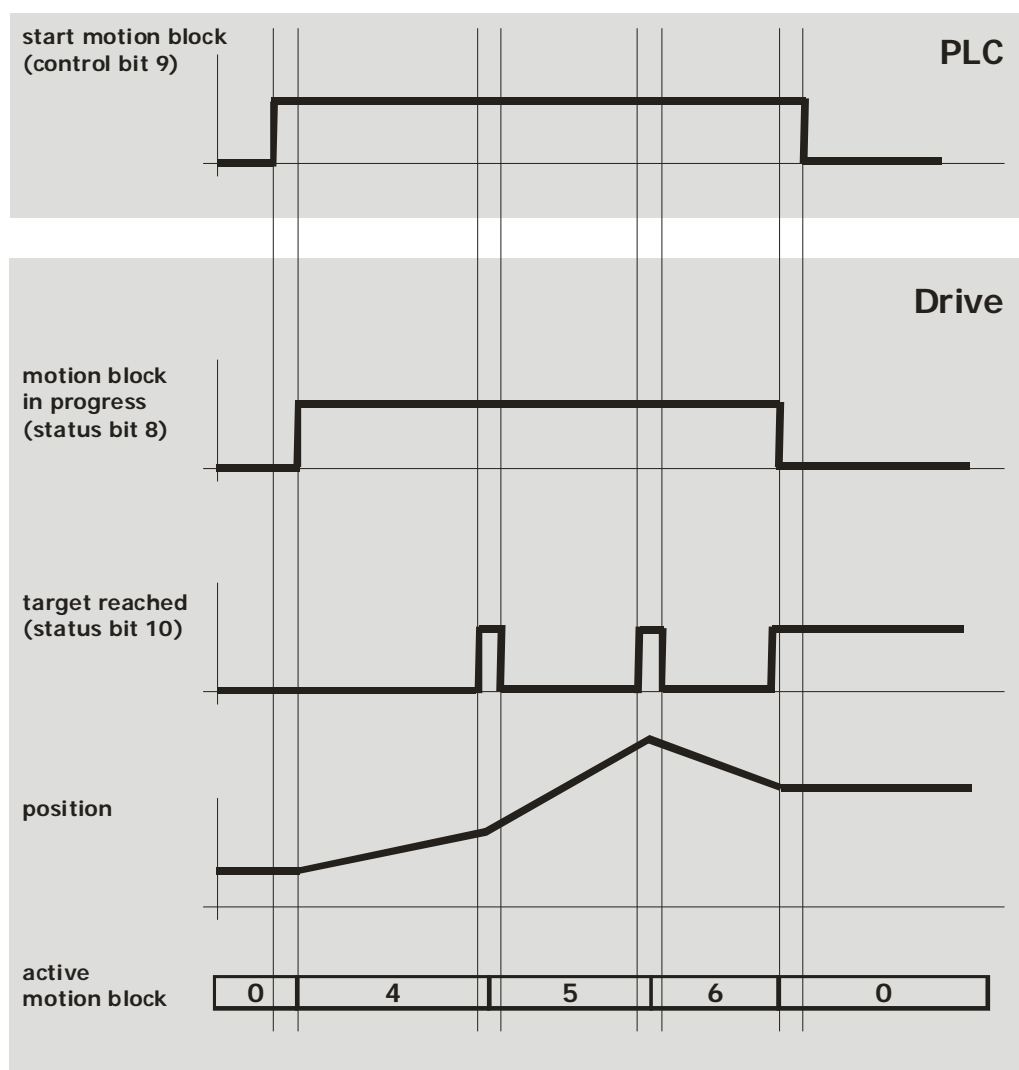 start motion block
(control bit 9)
PLC
Drive
motion block
in progress
(status bit 8)
target reached
(status bit 10)
position
active
motion block
0 4 5 6 0